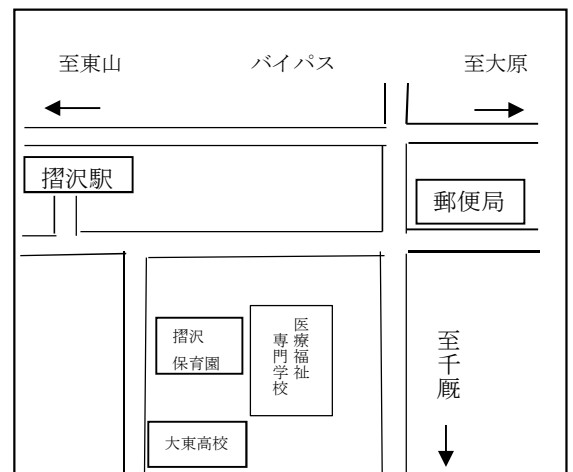 至東山
バイパス
至大原
摺沢駅
郵便局
摺沢
保育園
医療福祉
専門学校
至千厩
大東高校